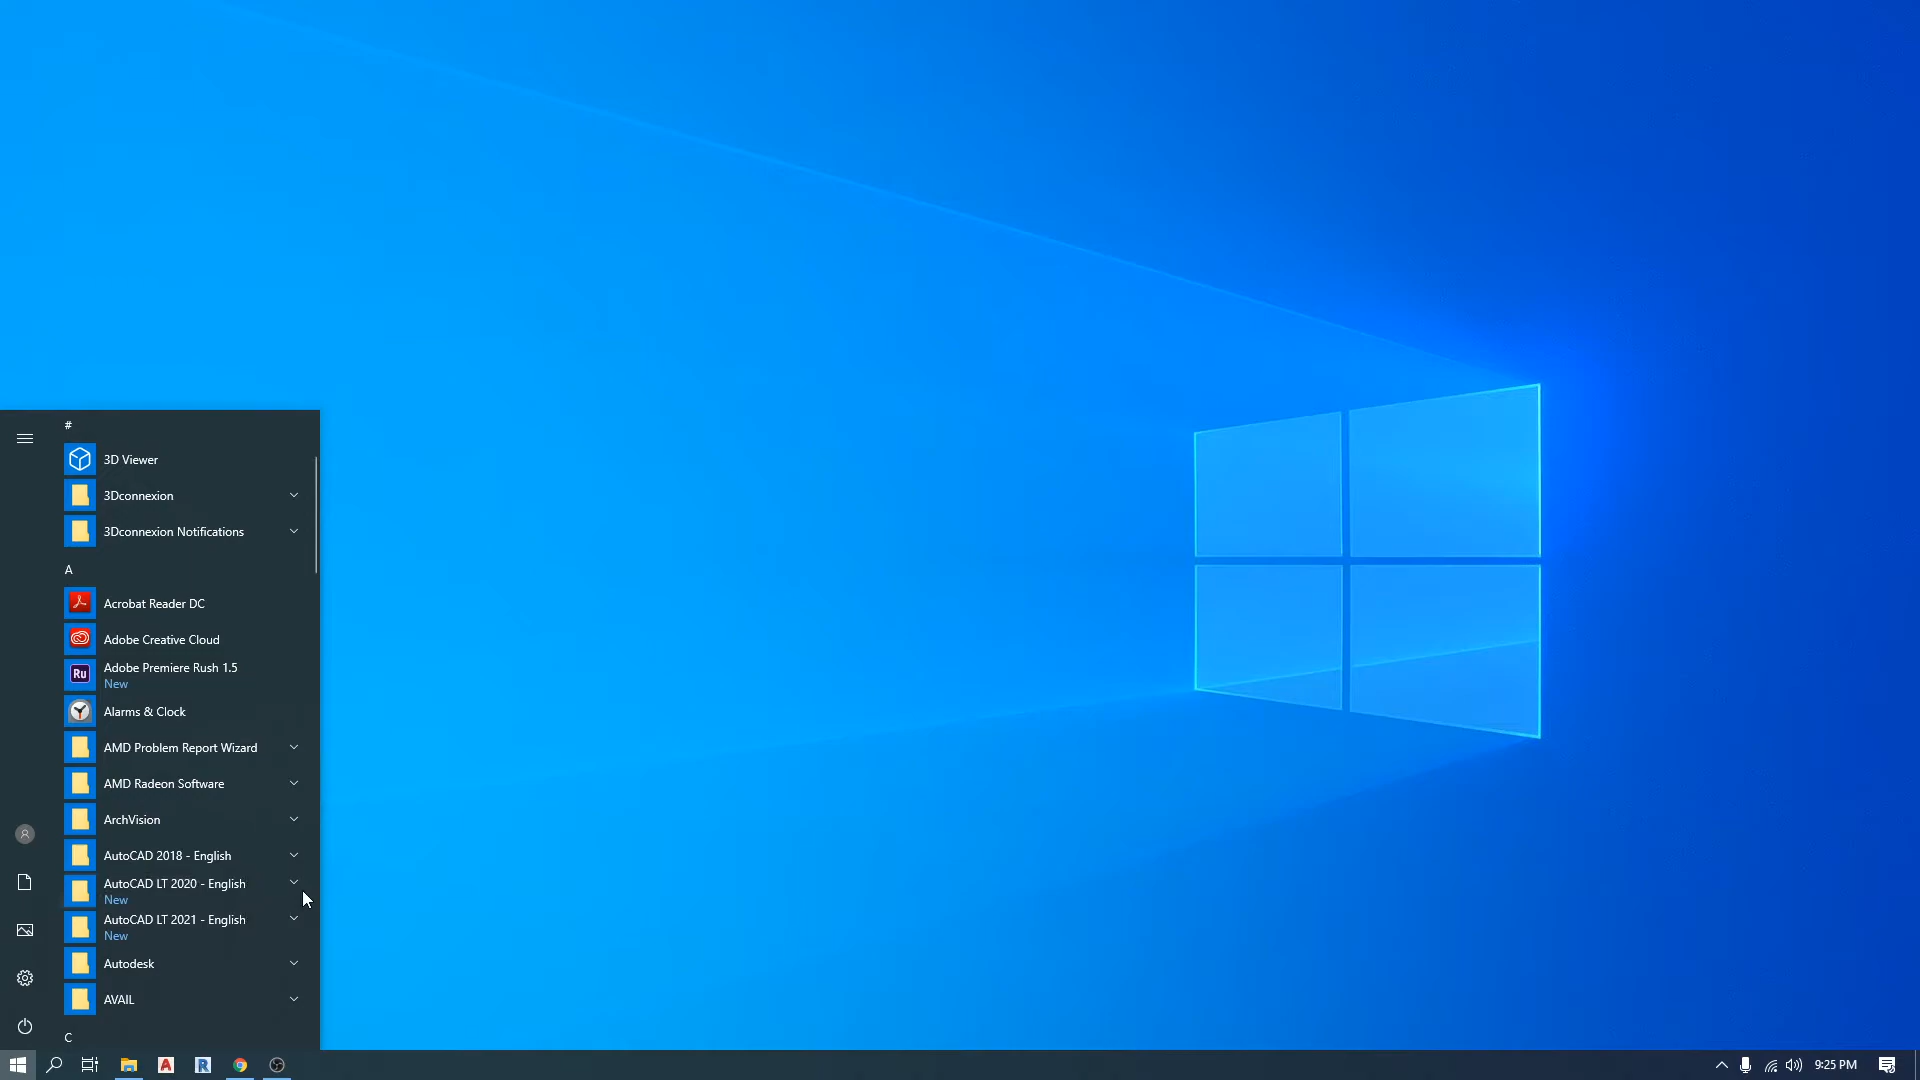 #
3D Viewer
3Dconnexion
3Dconnexion Notifications
A
Acrobat Reader DC
Adobe Creative Cloud
Ru
Adobe Premiere Rush 1.5
New
Alarms & Clock
AMD Problem Report Wizard
AMD Radeon Software
ArchVision
AutoCAD 2018 - English
AutoCAD LT 2020 - English
New
AutoCAD LT 2021 - English
New
Autodesk
AVAIL
C
A
R
9:25 PM